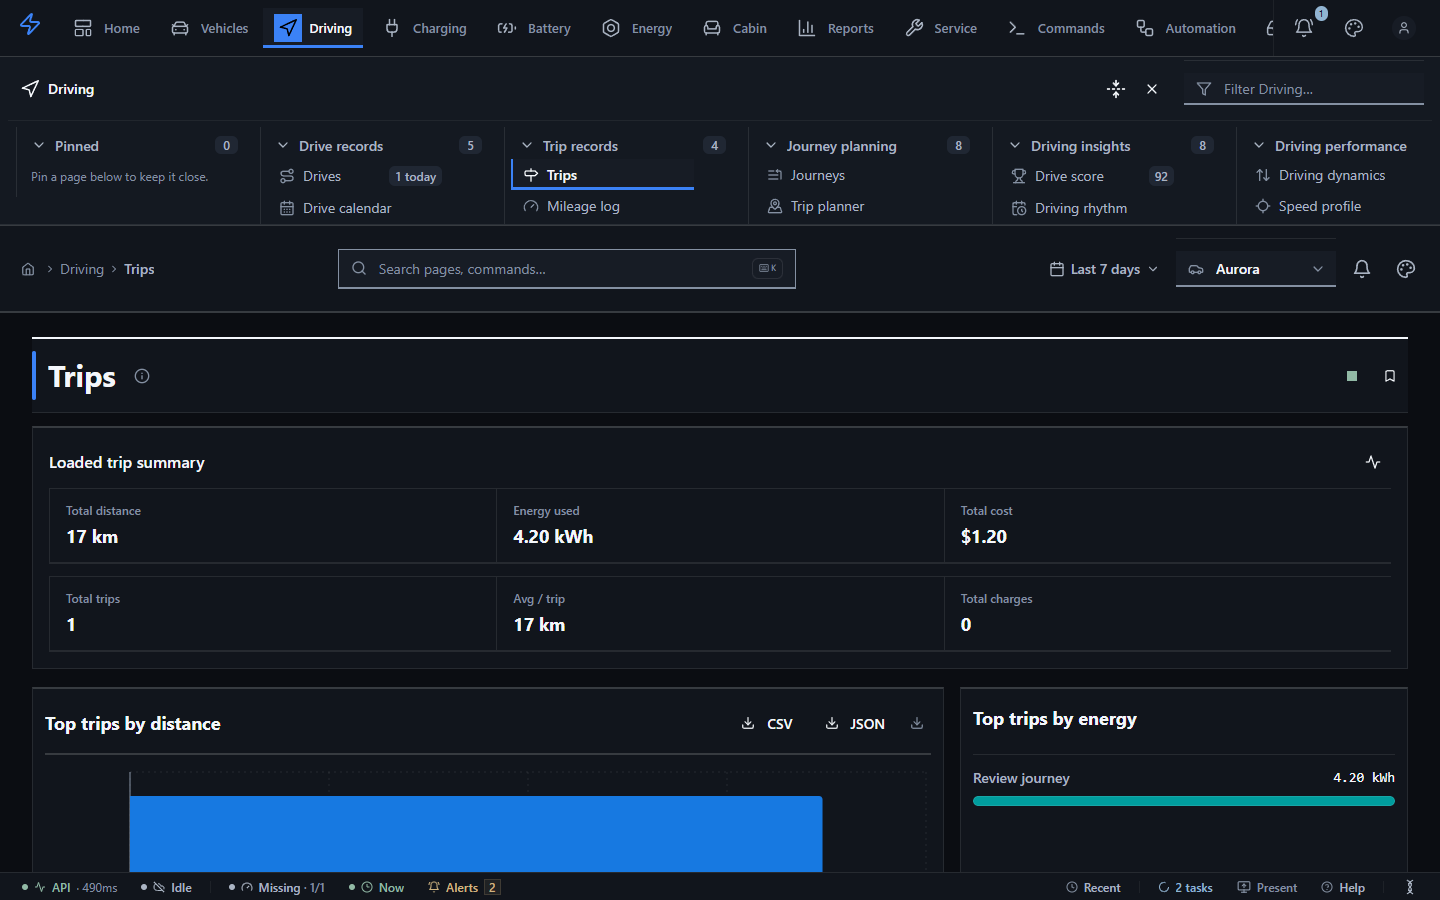 Home Vehicles Driving Charging Battery Energy Cabin Reports Service Commands Automation 1
Driving Filter Driving...
Pinned 0
Pin a page below to keep it close.
Drive records 5
Drives 1 today
Drive calendar
Trip records 4
Trips
Mileage log
Journey planning 8
Journeys
Trip planner
Driving insights 8
Drive score 92
Driving rhythm
Driving performance
Driving dynamics
Speed profile
Driving Trips Search pages, commands... K Last 7 days Aurora
Trips
Loaded trip summary
Total distance
17 km
Energy used
4.20 kWh
Total cost
$1.20
Total trips
1
Avg / trip
17 km
Total charges
0
Top trips by distance CSV JSON
Top trips by energy
Review journey 4.20 kWh
API · 490ms Idle Missing · 1/1 Now Alerts 2 Recent 2 tasks Present Help